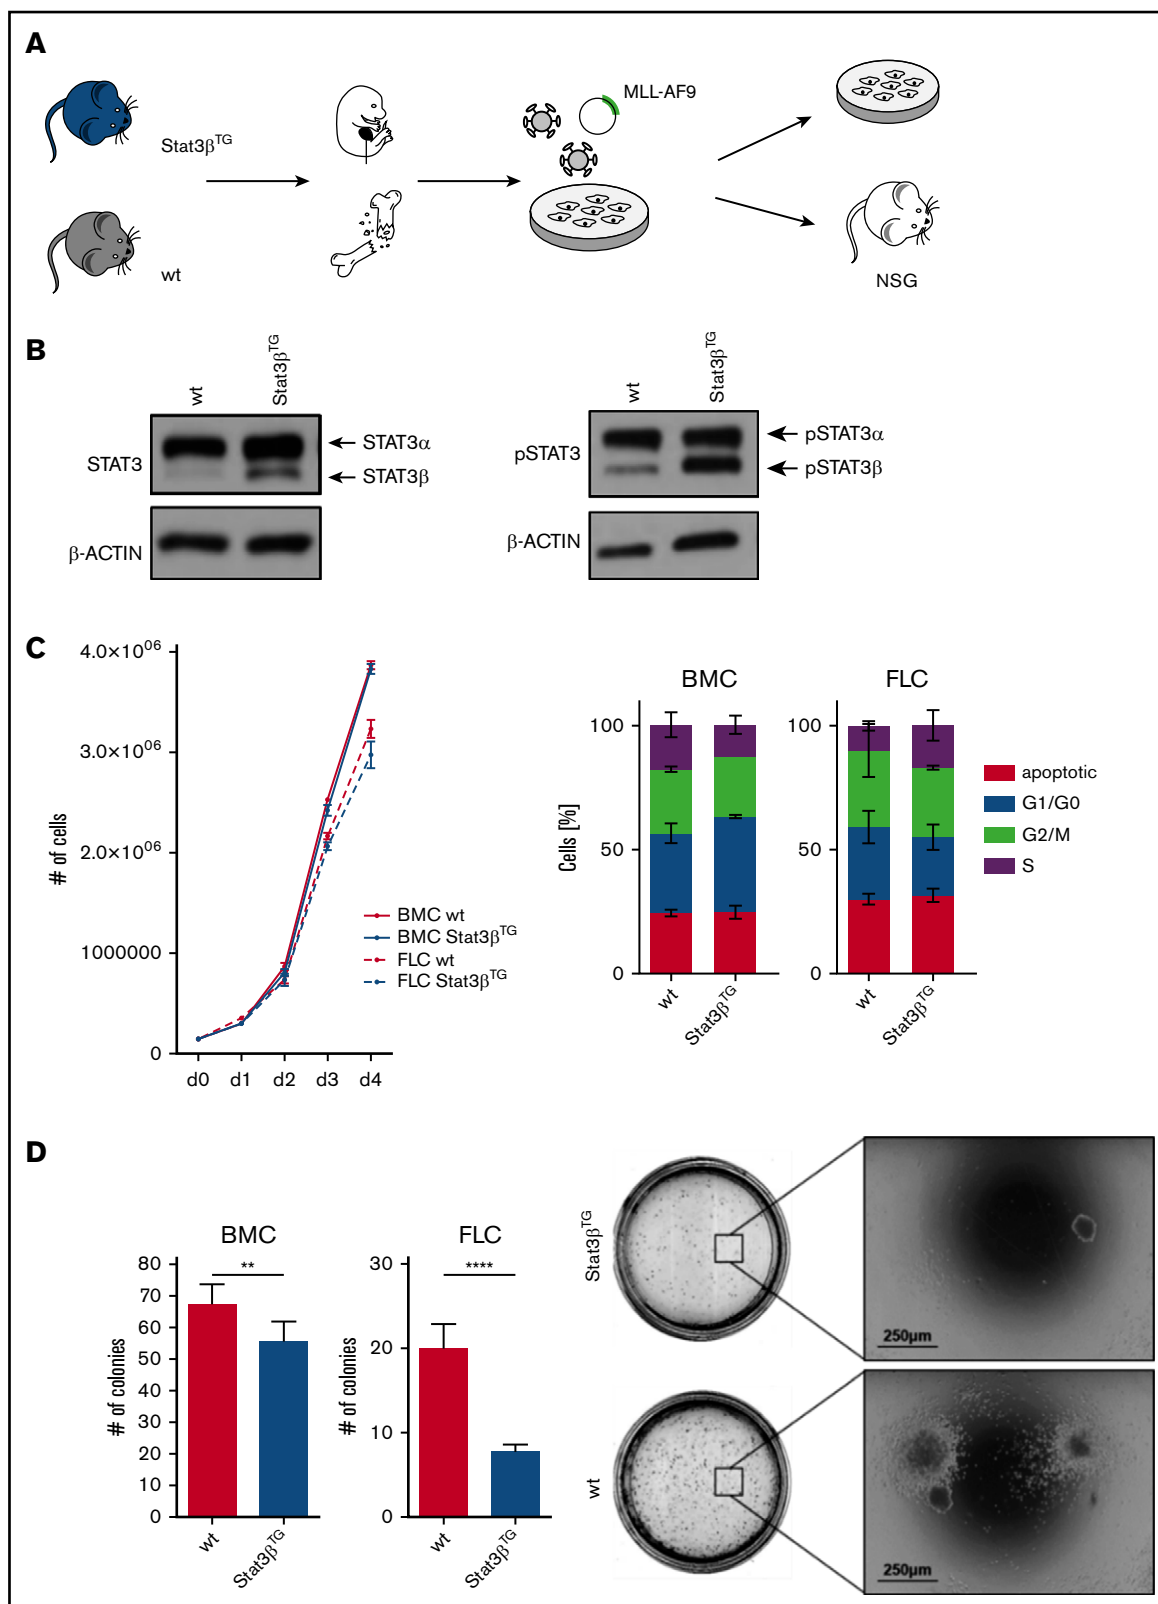 A
Stat3β^TG
wt
MLL-AF9
NSG
B
wt
Stat3β^TG
STAT3
STAT3α
STAT3β
β-ACTIN
wt
Stat3β^TG
pSTAT3
pSTAT3α
pSTAT3β
β-ACTIN
C
# of cells
4.0×10^06
3.0×10^06
2.0×10^06
1000000
0
d0 d1 d2 d3 d4
BMC wt
BMC Stat3β^TG
FLC wt
FLC Stat3β^TG
BMC
Cells [%]
100
50
0
wt
Stat3β^TG
FLC
100
50
0
wt
Stat3β^TG
apoptotic
G1/G0
G2/M
S
D
BMC
# of colonies
80
70
60
50
40
30
20
10
0
**
wt
Stat3β^TG
FLC
# of colonies
30
20
10
0
****
wt
Stat3β^TG
Stat3β^TG
250µm
wt
250µm